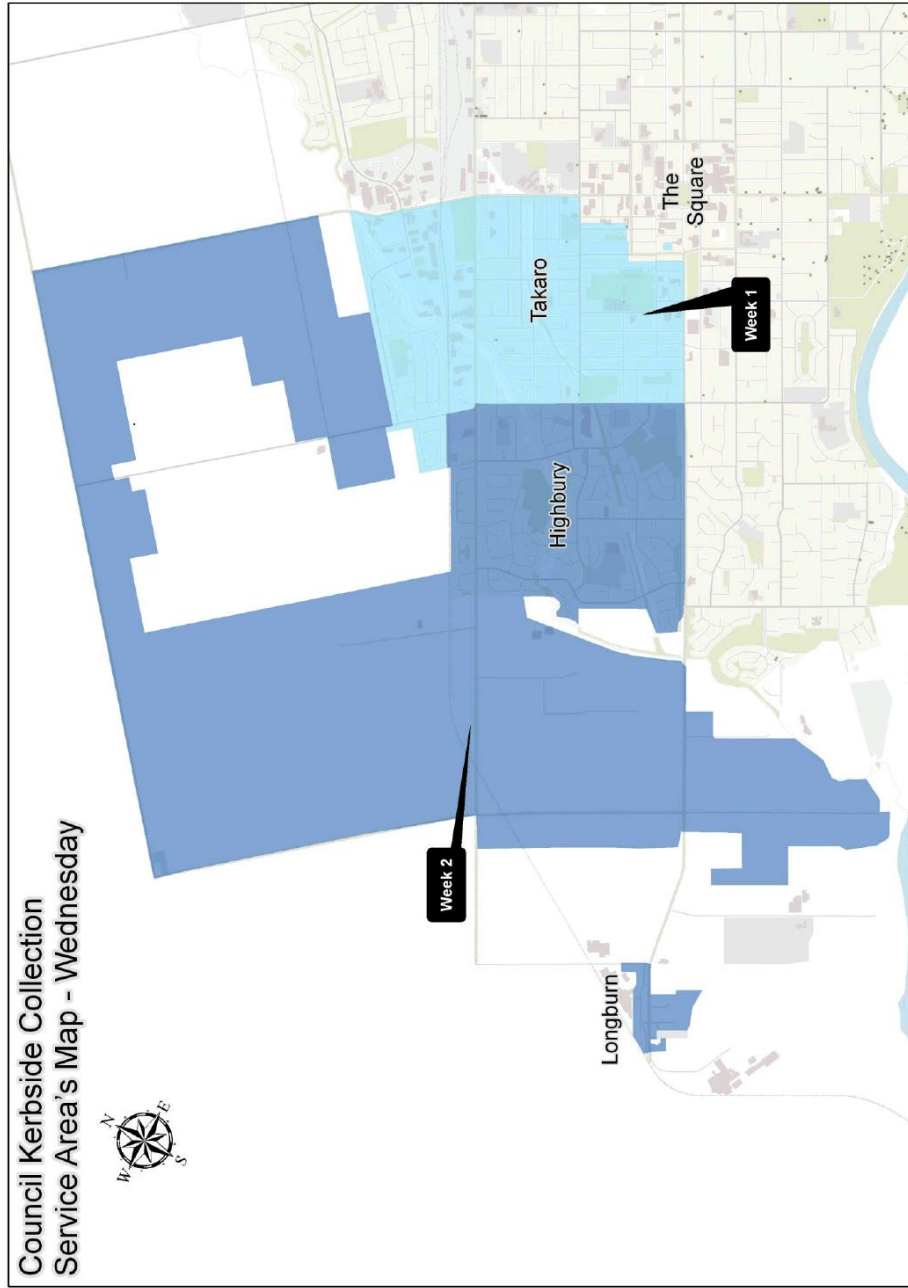 Council Kerbside Collection
Service Area's Map - Wednesday
N
W
E
S
Week 2
Longburn
Highbury
Takaro
The
Square
Week 1